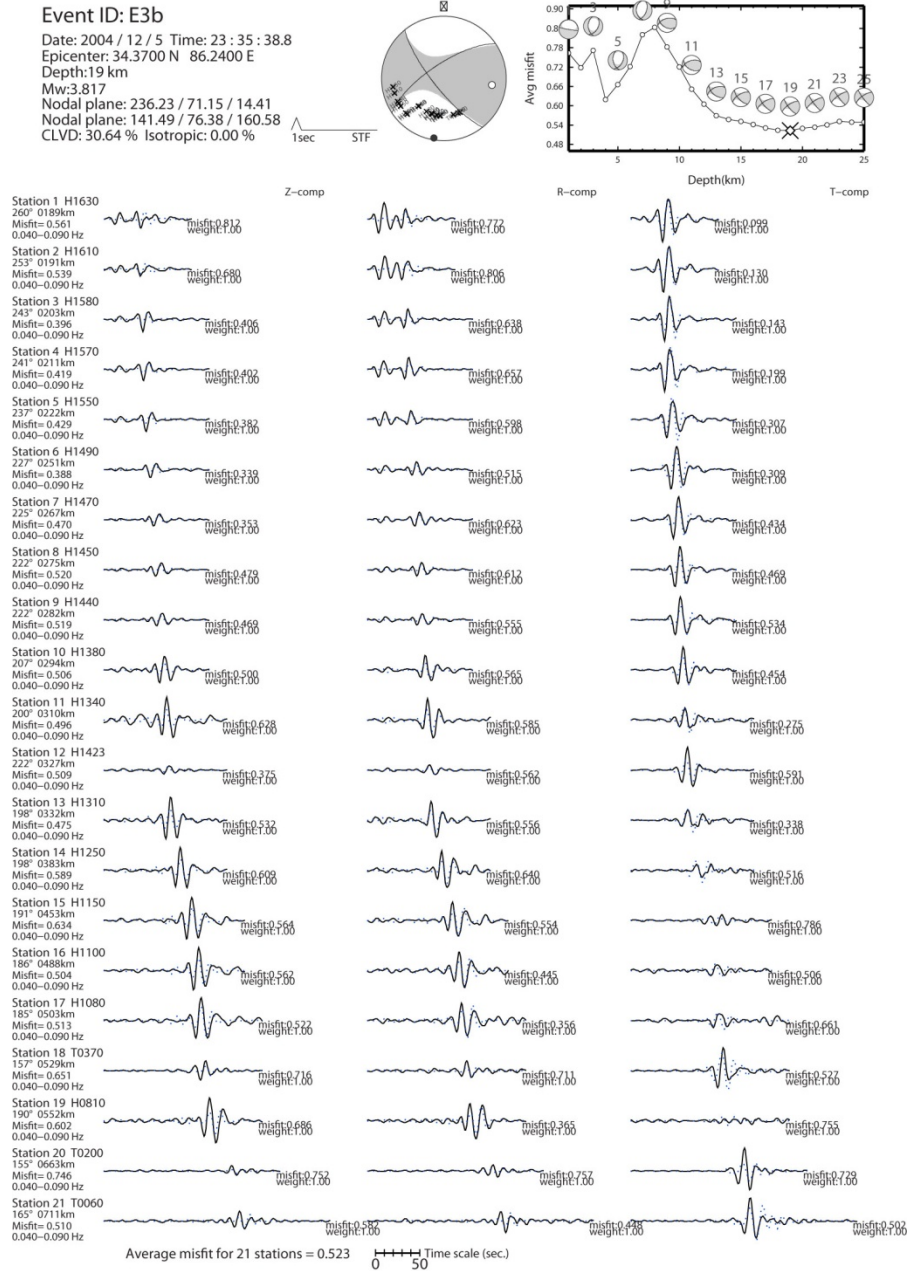 Event ID: E3b
Date: 2004 / 12 / 5 Time: 23 : 35 : 38.8
Epicenter: 34.3700 N 86.2400 E
Depth:19 km
Mw:3.817
Nodal plane: 236.23 / 71.15 / 14.41
Nodal plane: 141.49 / 76.38 / 160.58
CLVD: 30.64 % Isotropic: 0.00 %
1sec STF
Avg misfit
0.90
0.84
0.78
0.72
0.66
0.60
0.54
0.48
3 5 7 9 11 13 15 17 19 21 23 25
5 10 15 20 25
Depth(km)
Z−comp R−comp T−comp
Station 1 H1630
260° 0189km
Misfit= 0.561
0.040−0.090 Hz
misfit:0.812 misfit:0.772 misfit:0.099
weight:1.00 weight:1.00 weight:1.00
Station 2 H1610
253° 0191km
Misfit= 0.539
0.040−0.090 Hz
misfit:0.680 misfit:0.806 misfit:0.130
weight:1.00 weight:1.00 weight:1.00
Station 3 H1580
243° 0203km
Misfit= 0.396
0.040−0.090 Hz
misfit:0.406 misfit:0.638 misfit:0.143
weight:1.00 weight:1.00 weight:1.00
Station 4 H1570
241° 0211km
Misfit= 0.419
0.040−0.090 Hz
misfit:0.402 misfit:0.657 misfit:0.199
weight:1.00 weight:1.00 weight:1.00
Station 5 H1550
237° 0222km
Misfit= 0.429
0.040−0.090 Hz
misfit:0.382 misfit:0.598 misfit:0.307
weight:1.00 weight:1.00 weight:1.00
Station 6 H1490
227° 0251km
Misfit= 0.388
0.040−0.090 Hz
misfit:0.339 misfit:0.515 misfit:0.309
weight:1.00 weight:1.00 weight:1.00
Station 7 H1470
225° 0267km
Misfit= 0.470
0.040−0.090 Hz
misfit:0.353 misfit:0.623 misfit:0.434
weight:1.00 weight:1.00 weight:1.00
Station 8 H1450
222° 0275km
Misfit= 0.520
0.040−0.090 Hz
misfit:0.479 misfit:0.612 misfit:0.469
weight:1.00 weight:1.00 weight:1.00
Station 9 H1440
222° 0282km
Misfit= 0.519
0.040−0.090 Hz
misfit:0.469 misfit:0.555 misfit:0.534
weight:1.00 weight:1.00 weight:1.00
Station 10 H1380
207° 0294km
Misfit= 0.506
0.040−0.090 Hz
misfit:0.500 misfit:0.565 misfit:0.454
weight:1.00 weight:1.00 weight:1.00
Station 11 H1340
200° 0310km
Misfit= 0.496
0.040−0.090 Hz
misfit:0.628 misfit:0.585 misfit:0.275
weight:1.00 weight:1.00 weight:1.00
Station 12 H1423
222° 0327km
Misfit= 0.509
0.040−0.090 Hz
misfit:0.375 misfit:0.562 misfit:0.591
weight:1.00 weight:1.00 weight:1.00
Station 13 H1310
198° 0332km
Misfit= 0.475
0.040−0.090 Hz
misfit:0.532 misfit:0.556 misfit:0.338
weight:1.00 weight:1.00 weight:1.00
Station 14 H1250
198° 0383km
Misfit= 0.589
0.040−0.090 Hz
misfit:0.609 misfit:0.640 misfit:0.516
weight:1.00 weight:1.00 weight:1.00
Station 15 H1150
191° 0453km
Misfit= 0.634
0.040−0.090 Hz
misfit:0.564 misfit:0.554 misfit:0.786
weight:1.00 weight:1.00 weight:1.00
Station 16 H1100
186° 0488km
Misfit= 0.504
0.040−0.090 Hz
misfit:0.562 misfit:0.445 misfit:0.506
weight:1.00 weight:1.00 weight:1.00
Station 17 H1080
185° 0503km
Misfit= 0.513
0.040−0.090 Hz
misfit:0.522 misfit:0.356 misfit:0.661
weight:1.00 weight:1.00 weight:1.00
Station 18 T0370
157° 0529km
Misfit= 0.651
0.040−0.090 Hz
misfit:0.716 misfit:0.711 misfit:0.527
weight:1.00 weight:1.00 weight:1.00
Station 19 H0810
190° 0552km
Misfit= 0.602
0.040−0.090 Hz
misfit:0.686 misfit:0.365 misfit:0.755
weight:1.00 weight:1.00 weight:1.00
Station 20 T0200
155° 0663km
Misfit= 0.746
0.040−0.090 Hz
misfit:0.752 misfit:0.757 misfit:0.729
weight:1.00 weight:1.00 weight:1.00
Station 21 T0060
165° 0711km
Misfit= 0.510
0.040−0.090 Hz
misfit:0.582 misfit:0.448 misfit:0.502
weight:1.00 weight:1.00 weight:1.00
Average misfit for 21 stations = 0.523
Time scale (sec.)
0 50